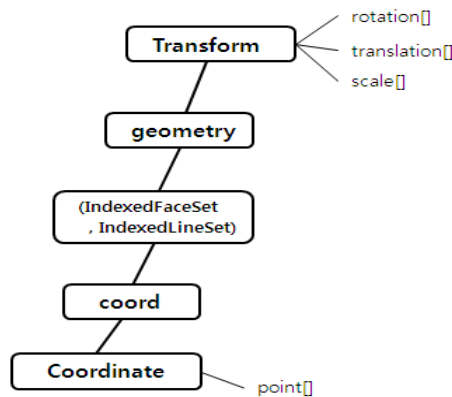 Transform
rotation[]
translation[]
scale[]
geometry
(IndexedFaceSet
, IndexedLineSet)
coord
Coordinate
point[]